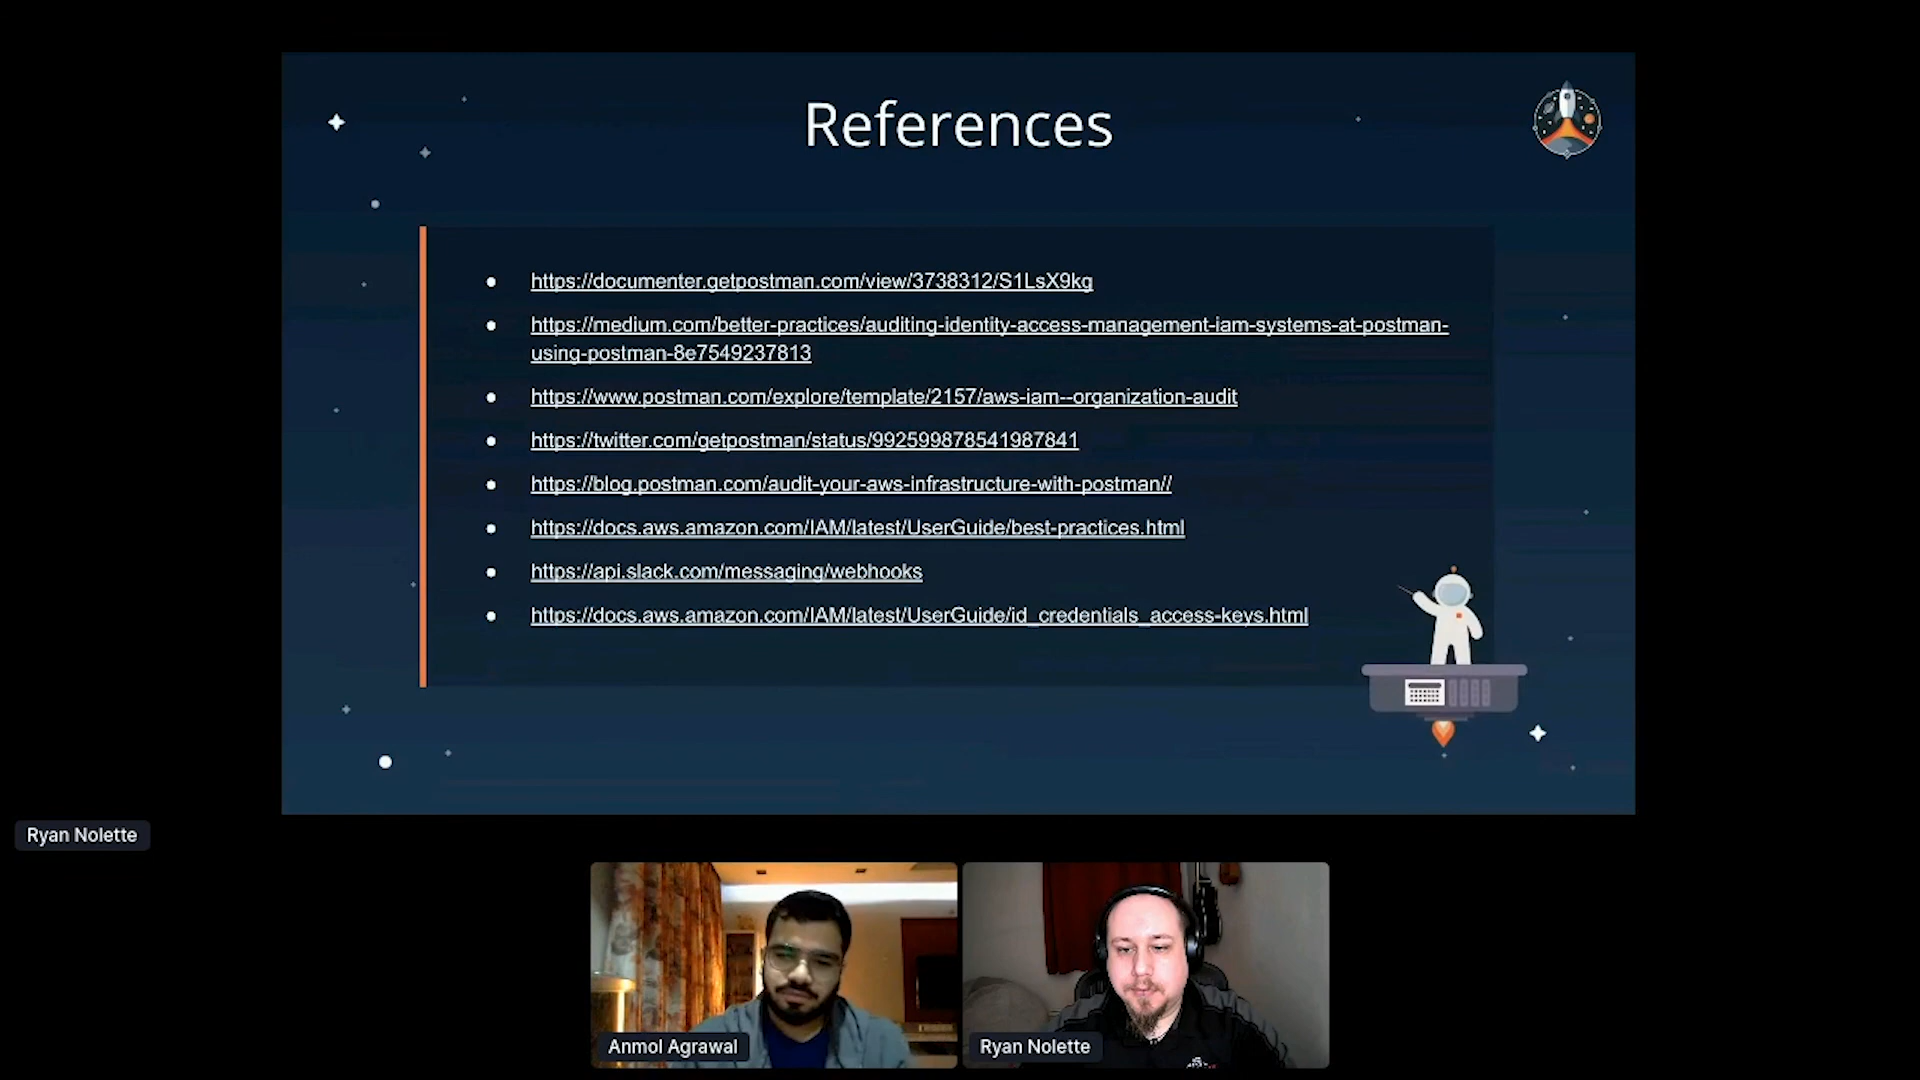 References
https://documenter.getpostman.com/view/3738312/S1LsX9kg
https://medium.com/better-practices/auditing-identity-access-management-iam-systems-at-postman-
using-postman-8e7549237813
https://www.postman.com/explore/template/2157/aws-iam--organization-audit
https://twitter.com/getpostman/status/992599878541987841
https://blog.postman.com/audit-your-aws-infrastructure-with-postman//
https://docs.aws.amazon.com/IAM/latest/UserGuide/best-practices.html
https://api.slack.com/messaging/webhooks
https://docs.aws.amazon.com/IAM/latest/UserGuide/id_credentials_access-keys.html
Ryan Nolette
Anmol Agrawal
Ryan Nolette